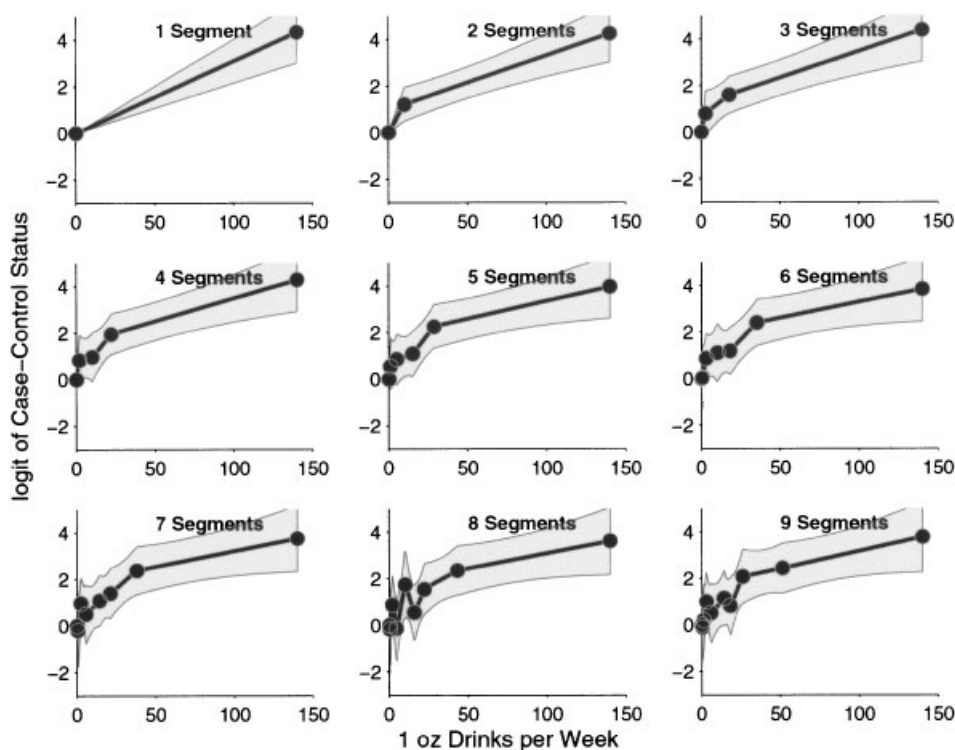 1 Segment
2 Segments
3 Segments
4
2
0
−2
0 50 100 150
4
2
0
−2
0 50 100 150
4
2
0
−2
0 50 100 150
4 Segments
5 Segments
6 Segments
4
2
0
−2
0 50 100 150
4
2
0
−2
0 50 100 150
4
2
0
−2
0 50 100 150
7 Segments
8 Segments
9 Segments
4
2
0
−2
0 50 100 150
4
2
0
−2
0 50 100 150
4
2
0
−2
0 50 100 150
logit of Case-Control Status
1 oz Drinks per Week